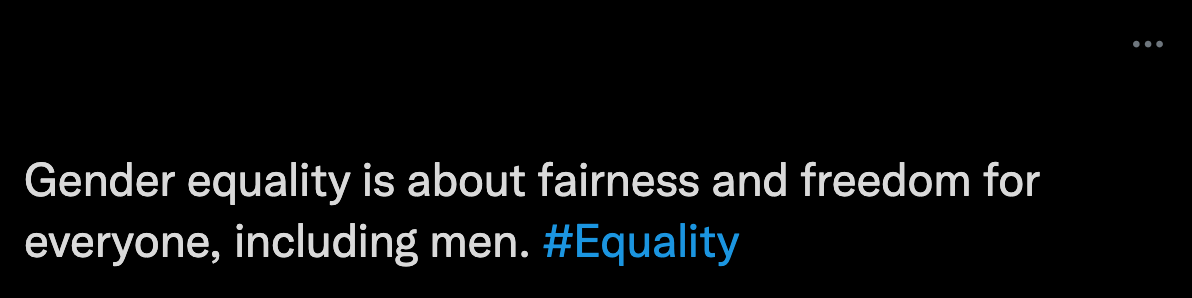 Gender equality is about fairness and freedom for
everyone, including men. #Equality